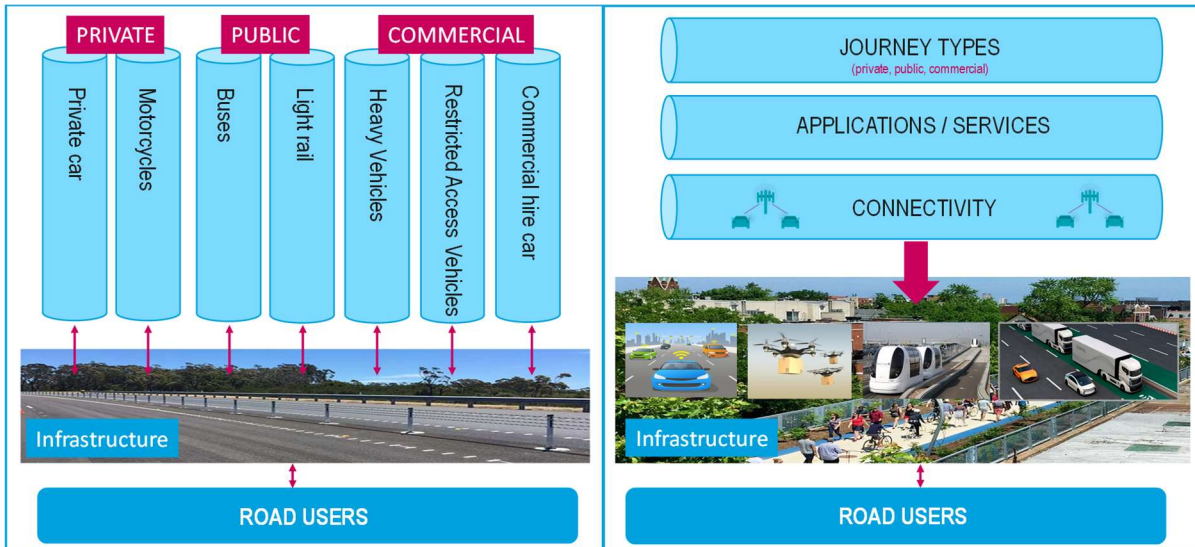 PRIVATE
PUBLIC
COMMERCIAL
Private car
Motorcycles
Buses
Light rail
Heavy Vehicles
Restricted Access Vehicles
Commercial hire car
Infrastructure
ROAD USERS
JOURNEY TYPES
(private, public, commercial)
APPLICATIONS / SERVICES
CONNECTIVITY
Infrastructure
ROAD USERS